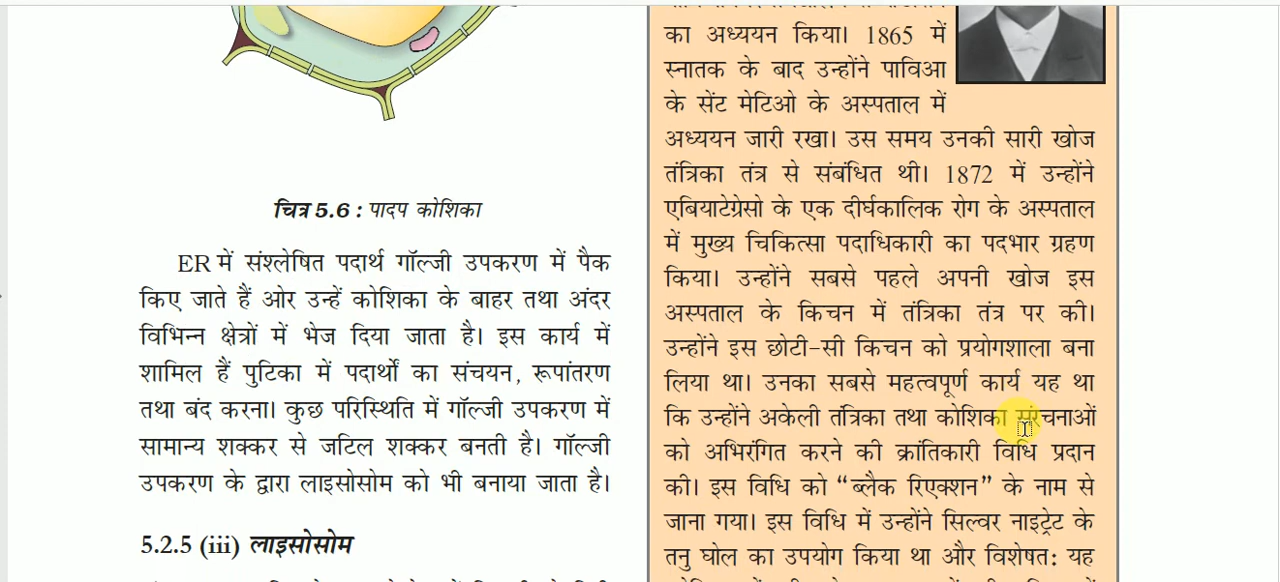 चित्र 5.6 : पादप कोशिका
ER में संश्लेषित पदार्थ गॉल्जी उपकरण में पैक
किए जाते हैं ओर उन्हें कोशिका के बाहर तथा अंदर
विभिन्न क्षेत्रों में भेज दिया जाता है। इस कार्य में
शामिल हैं पुटिका में पदार्थों का संचयन, रूपांतरण
तथा बंद करना। कुछ परिस्थिति में गॉल्जी उपकरण में
सामान्य शक्कर से जटिल शक्कर बनती है। गॉल्जी
उपकरण के द्वारा लाइसोसोम को भी बनाया जाता है।
5.2.5 (iii) लाइसोसोम
का अध्ययन किया। 1865 में
स्नातक के बाद उन्होंने पाविआ
के सेंट मेटिओ के अस्पताल में
अध्ययन जारी रखा। उस समय उनकी सारी खोज
तंत्रिका तंत्र से संबंधित थी। 1872 में उन्होंने
एबियाटेग्रेसो के एक दीर्घकालिक रोग के अस्पताल
में मुख्य चिकित्सा पदाधिकारी का पदभार ग्रहण
किया। उन्होंने सबसे पहले अपनी खोज इस
अस्पताल के किचन में तंत्रिका तंत्र पर की।
उन्होंने इस छोटी-सी किचन को प्रयोगशाला बना
लिया था। उनका सबसे महत्वपूर्ण कार्य यह था
कि उन्होंने अकेली तंत्रिका तथा कोशिका संरचनाओं
को अभिरंगित करने की क्रांतिकारी विधि प्रदान
की। इस विधि को “ब्लैक रिएक्शन” के नाम से
जाना गया। इस विधि में उन्होंने सिल्वर नाइट्रेट के
तनु घोल का उपयोग किया था और विशेषत: यह